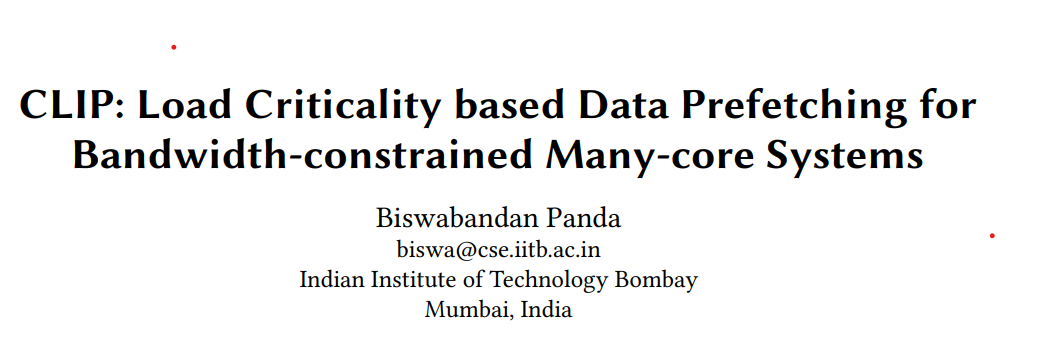 CLIP: Load Criticality based Data Prefetching for
Bandwidth-constrained Many-core Systems
Biswabandan Panda
biswa@cse.iitb.ac.in
Indian Institute of Technology Bombay
Mumbai, India